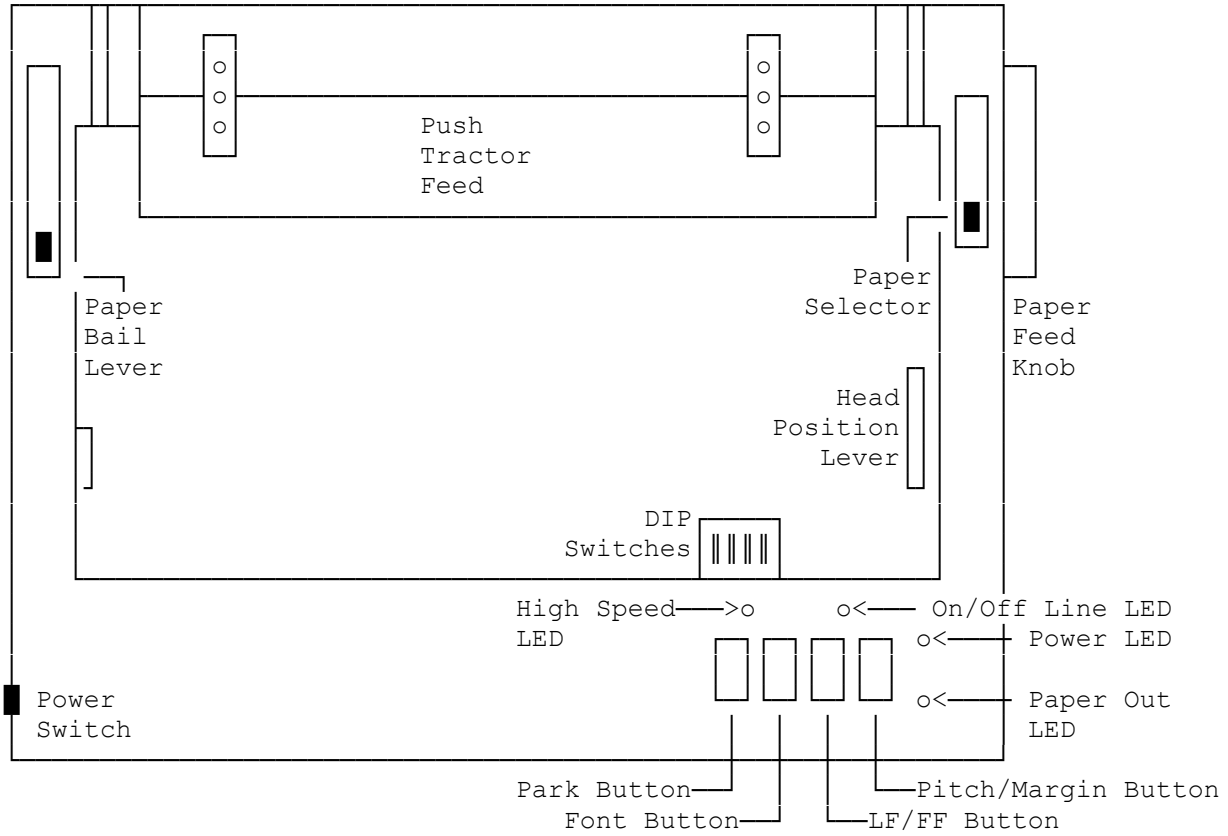 Push
Tractor
Feed
Paper
Bail
Lever
Paper
Selector
Paper
Feed
Knob
Head
Position
Lever
DIP
Switches
High Speed
LED
On/Off Line LED
Power LED
Paper Out
LED
Power
Switch
Park Button
Pitch/Margin Button
Font Button
LF/FF Button